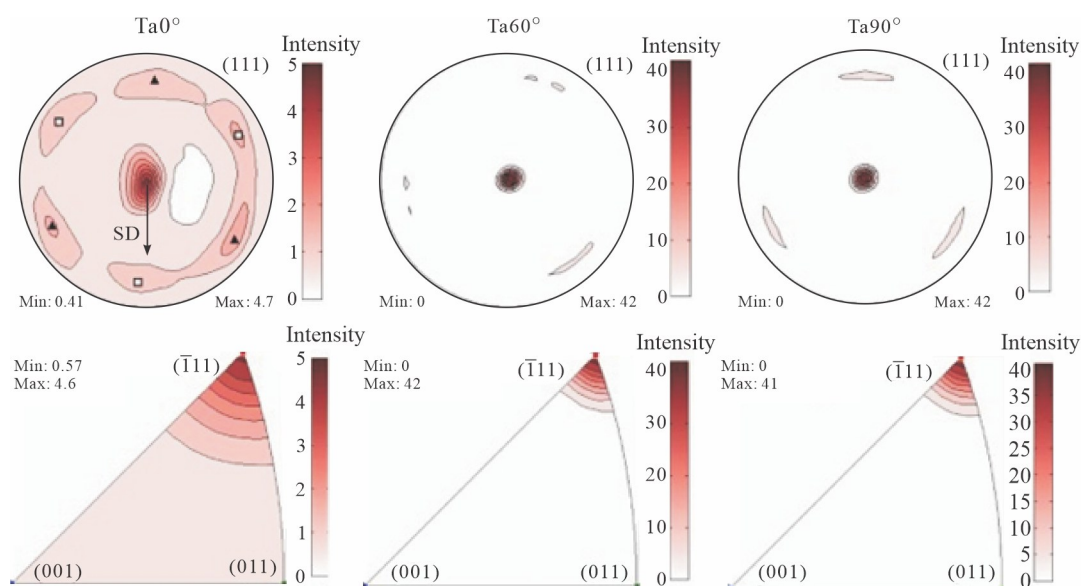 Ta0°
Intensity
(111)
5
4
3
2
1
0
SD
Min: 0.41
Max: 4.7
Ta60°
Intensity
(111)
40
30
20
10
0
Min: 0
Max: 42
Ta90°
Intensity
(111)
40
30
20
10
0
Min: 0
Max: 42
Min: 0.57
Max: 4.6
(1̅11)
Intensity
5
4
3
2
1
0
(001)
(011)
Min: 0
Max: 42
(1̅11)
Intensity
40
30
20
10
0
(001)
(011)
Min: 0
Max: 41
(1̅11)
Intensity
40
35
30
25
20
15
10
5
0
(001)
(011)